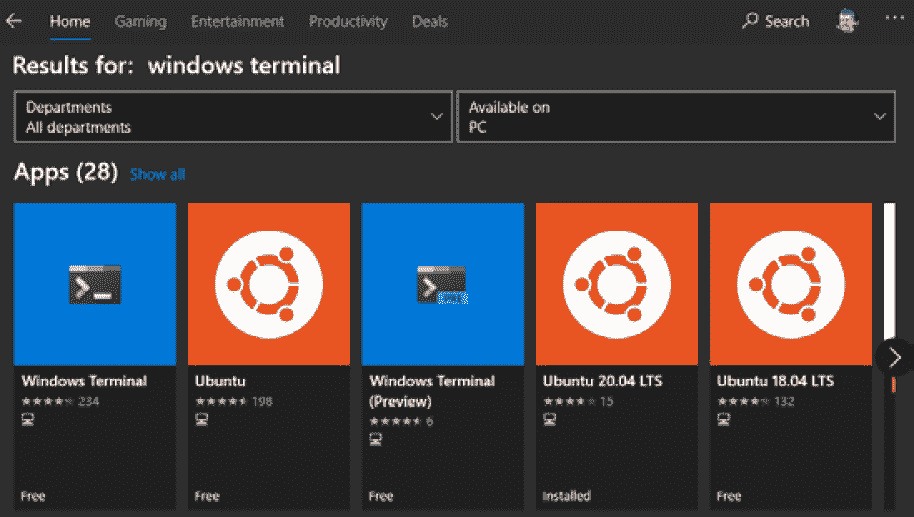 Home Gaming Entertainment Productivity Deals Search
Results for: windows terminal
Departments
All departments
Available on
PC
Apps (28) Show all
Windows Terminal
234
Free
Ubuntu
198
Free
Windows Terminal
(Preview)
6
Free
Ubuntu 20.04 LTS
15
Installed
Ubuntu 18.04 LTS
132
Free